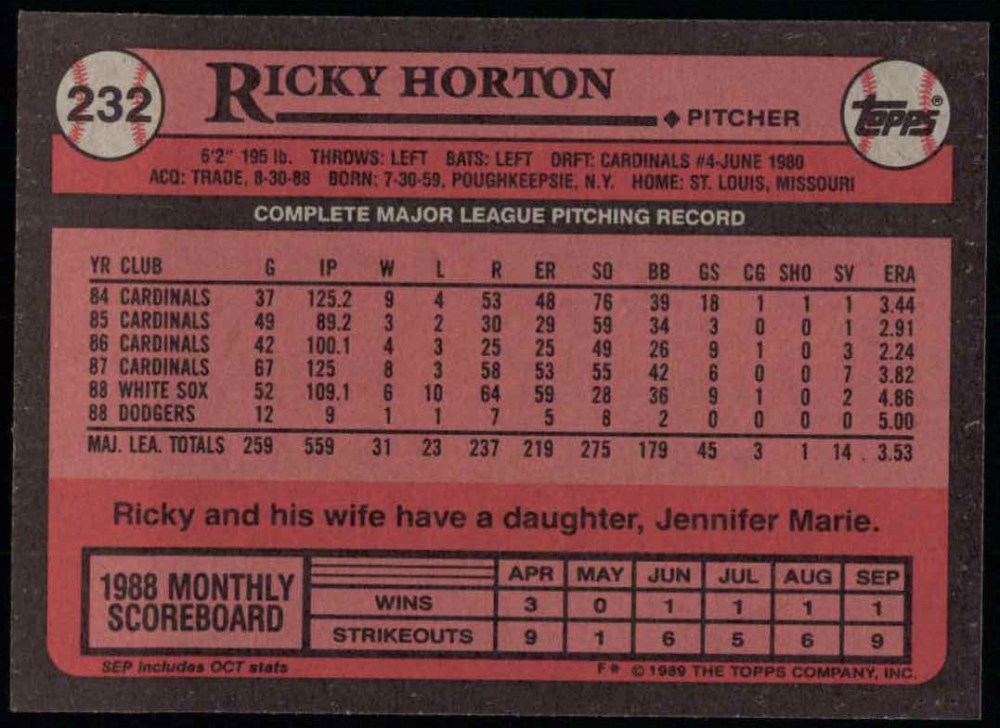 232
RICKY HORTON
◆ PITCHER
Topps®
6'2" 195 lb. THROWS: LEFT BATS: LEFT DRFT: CARDINALS #4-JUNE 1980
ACQ: TRADE, 8-30-88 BORN: 7-30-59, POUGHKEEPSIE, N.Y. HOME: ST. LOUIS, MISSOURI
COMPLETE MAJOR LEAGUE PITCHING RECORD
YR CLUB G IP W L R ER SO BB GS CG SHO SV ERA
84 CARDINALS 37 125.2 9 4 53 48 76 39 18 1 1 1 3.44
85 CARDINALS 49 89.2 3 2 30 29 59 34 3 0 0 1 2.91
86 CARDINALS 42 100.1 4 3 25 25 49 26 9 1 0 3 2.24
87 CARDINALS 67 125 8 3 58 53 55 42 6 0 0 7 3.82
88 WHITE SOX 52 109.1 6 10 64 59 28 36 9 1 0 2 4.86
88 DODGERS 12 9 1 1 7 5 8 2 0 0 0 0 5.00
MAJ. LEA. TOTALS 259 559 31 23 237 219 275 179 45 3 1 14 3.53
Ricky and his wife have a daughter, Jennifer Marie.
1988 MONTHLY
SCOREBOARD
APR MAY JUN JUL AUG SEP
WINS 3 0 1 1 1 1
STRIKEOUTS 9 1 6 5 6 9
SEP includes OCT stats
F* © 1989 THE TOPPS COMPANY, INC.